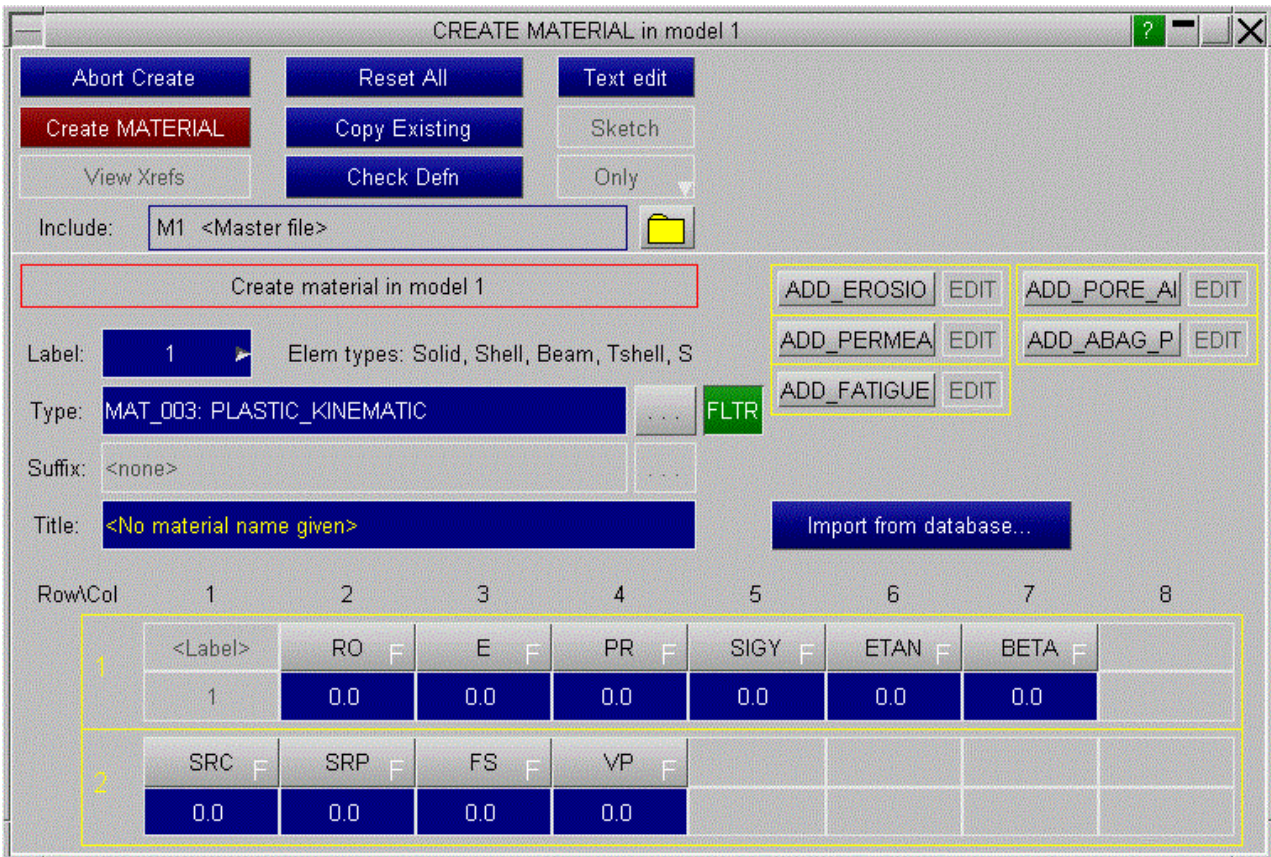 CREATE MATERIAL in model 1 ?
Abort Create Reset All Text edit
Create MATERIAL Copy Existing Sketch
View Xrefs Check Defn Only
Include: M1 <Master file>
Create material in model 1 ADD_EROSIO EDIT ADD_PORE_AI EDIT
Label: 1 Elem types: Solid, Shell, Beam, Tshell, S ADD_PERMEA EDIT ADD_ABAG_P EDIT
Type: MAT_003: PLASTIC_KINEMATIC . . . FLTR ADD_FATIGUE EDIT
Suffix: <none> . . .
Title: <No material name given> Import from database...
Row\Col 1 2 3 4 5 6 7 8
1 <Label> RO F E F PR F SIGY F ETAN F BETA F
1 0.0 0.0 0.0 0.0 0.0 0.0
2 SRC F SRP F FS F VP F
0.0 0.0 0.0 0.0